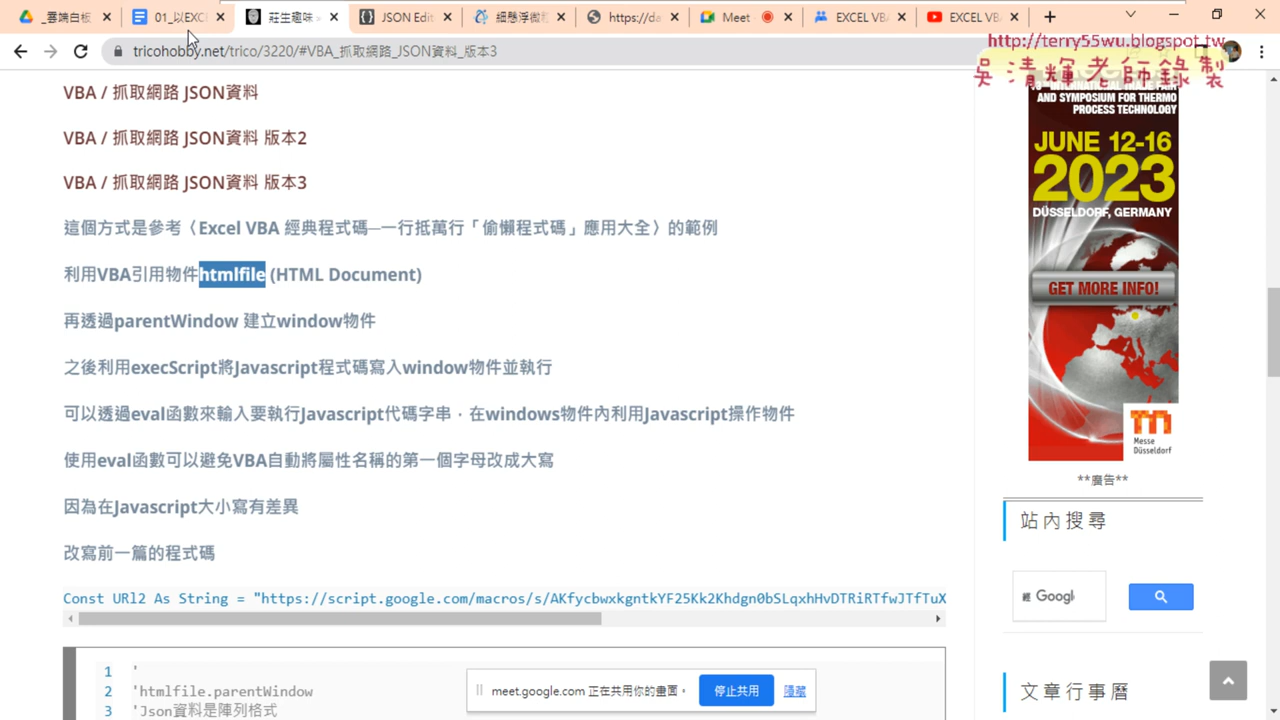 _雲端白板
01_以EXC
莊生趣味
JSON Edit
細懸浮微粒
https://da
Meet
EXCEL VBA
EXCEL VB
tricohobby.net/trico/3220/#VBA_抓取網路_JSON資料_版本3
http://terry55wu.blogspot.tw
吳清輝老師錄製
VBA / 抓取網路 JSON資料
VBA / 抓取網路 JSON資料 版本2
VBA / 抓取網路 JSON資料 版本3
這個方式是參考〈Excel VBA 經典程式碼─一行抵萬行「偷懶程式碼」應用大全〉的範例
利用VBA引用物件htmlfile (HTML Document)
再透過parentWindow 建立window物件
之後利用execScript將Javascript程式碼寫入window物件並執行
可以透過eval函數來輸入要執行Javascript代碼字串，在windows物件內利用Javascript操作物件
使用eval函數可以避免VBA自動將屬性名稱的第一個字母改成大寫
因為在Javascript大小寫有差異
改寫前一篇的程式碼
Const URl2 As String = "https://script.google.com/macros/s/AKfycbwxkgntkYF25Kk2Khdgn0bSLqxhHvDTRiRTfwJTfTuX
1 '
2 'htmlfile.parentWindow
3 'Json資料是陣列格式
meet.google.com 正在共用你的畫面。
停止共用
隱藏
AND SYMPOSIUM FOR THERMO
PROCESS TECHNOLOGY
JUNE 12-16
2023
DÜSSELDORF, GERMANY
GET MORE INFO!
Messe
Düsseldorf
**廣告**
站內搜尋
Googl
文章行事曆